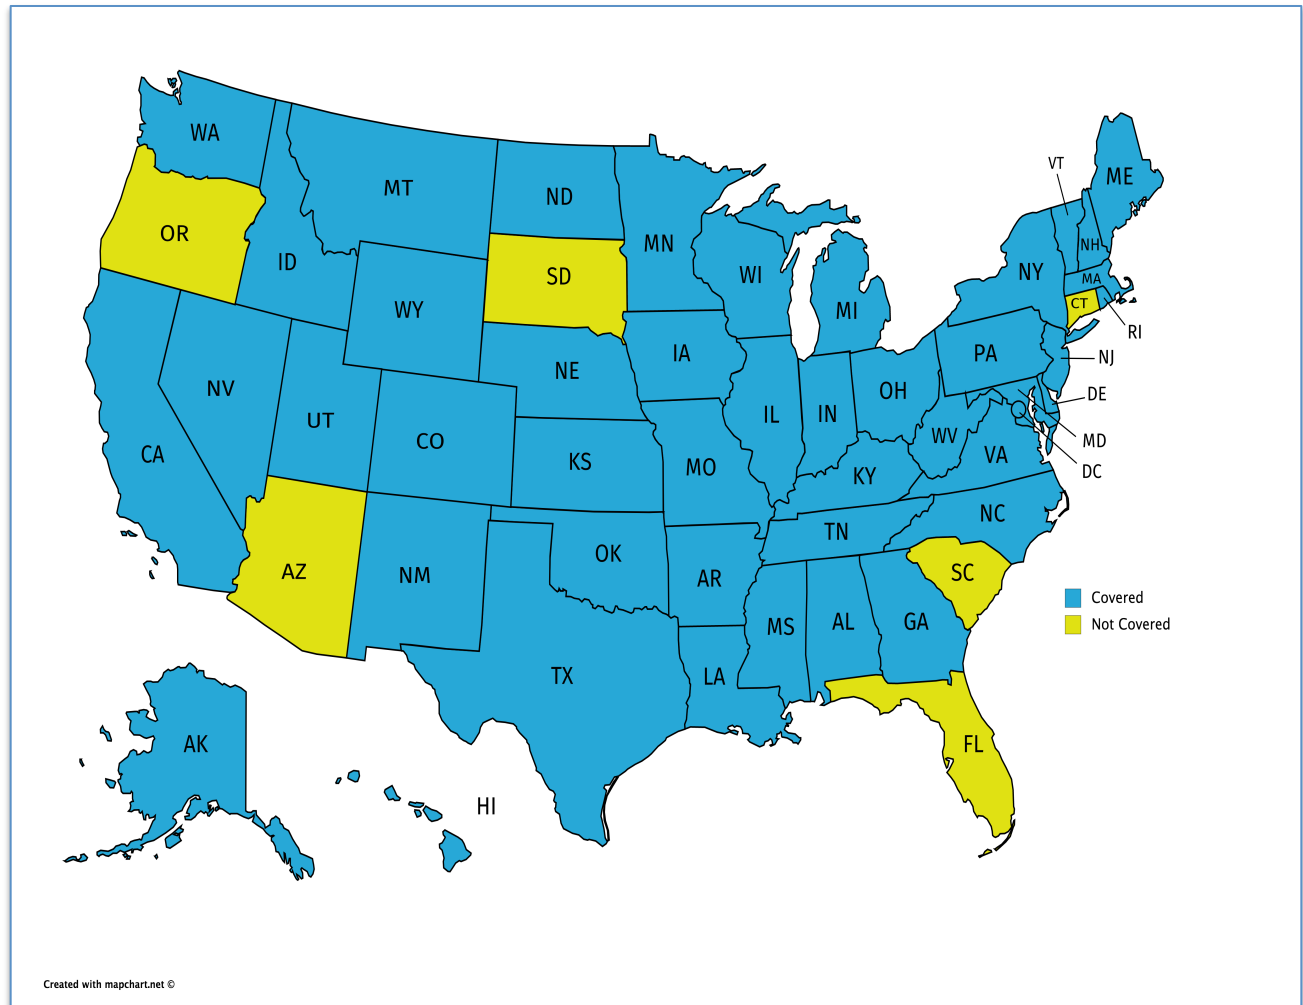 WA
VT
ME
MT
ND
OR
MN
NH
ID
SD
WI
NY
MA
CT
WY
MI
RI
IA
PA
NJ
NE
NV
OH
DE
UT
IL
IN
CO
WV
MD
CA
KS
MO
VA
DC
KY
NC
TN
OK
AZ
NM
AR
SC
Covered
MS
AL
GA
Not Covered
TX
LA
AK
FL
HI
Created with mapchart.net ©